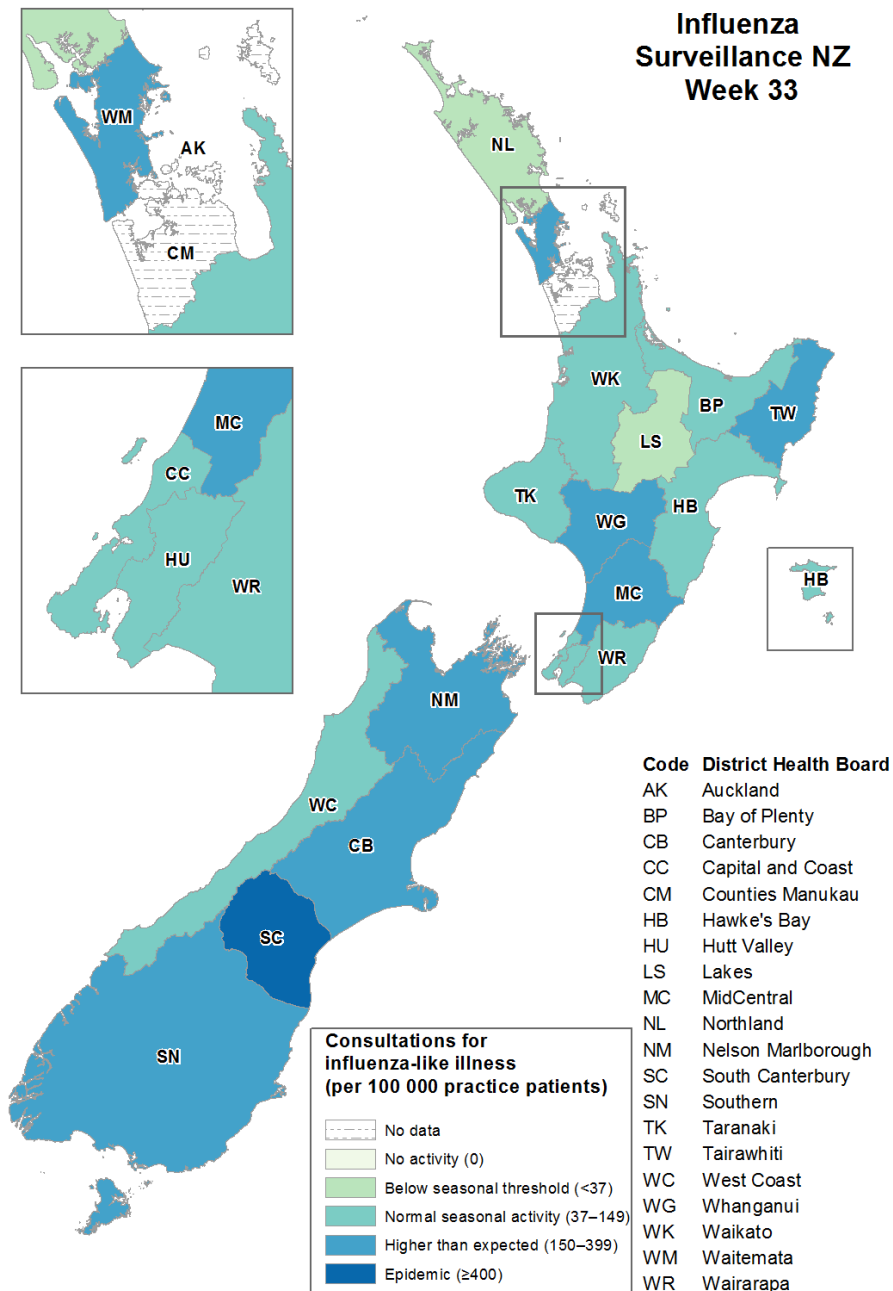 Influenza
Surveillance NZ
Week 33
WM
AK
CM
NL
WK
BP
TW
LS
TK
WG
HB
MC
WR
MC
CC
HU
WR
HB
NM
WC
CB
SC
SN
Code District Health Board
AK Auckland
BP Bay of Plenty
CB Canterbury
CC Capital and Coast
CM Counties Manukau
HB Hawke's Bay
HU Hutt Valley
LS Lakes
MC MidCentral
NL Northland
NM Nelson Marlborough
SC South Canterbury
SN Southern
TK Taranaki
TW Tairawhiti
WC West Coast
WG Whanganui
WK Waikato
WM Waitemata
WR Wairarapa
Consultations for
influenza-like illness
(per 100 000 practice patients)
No data
No activity (0)
Below seasonal threshold (<37)
Normal seasonal activity (37–149)
Higher than expected (150–399)
Epidemic (≥400)